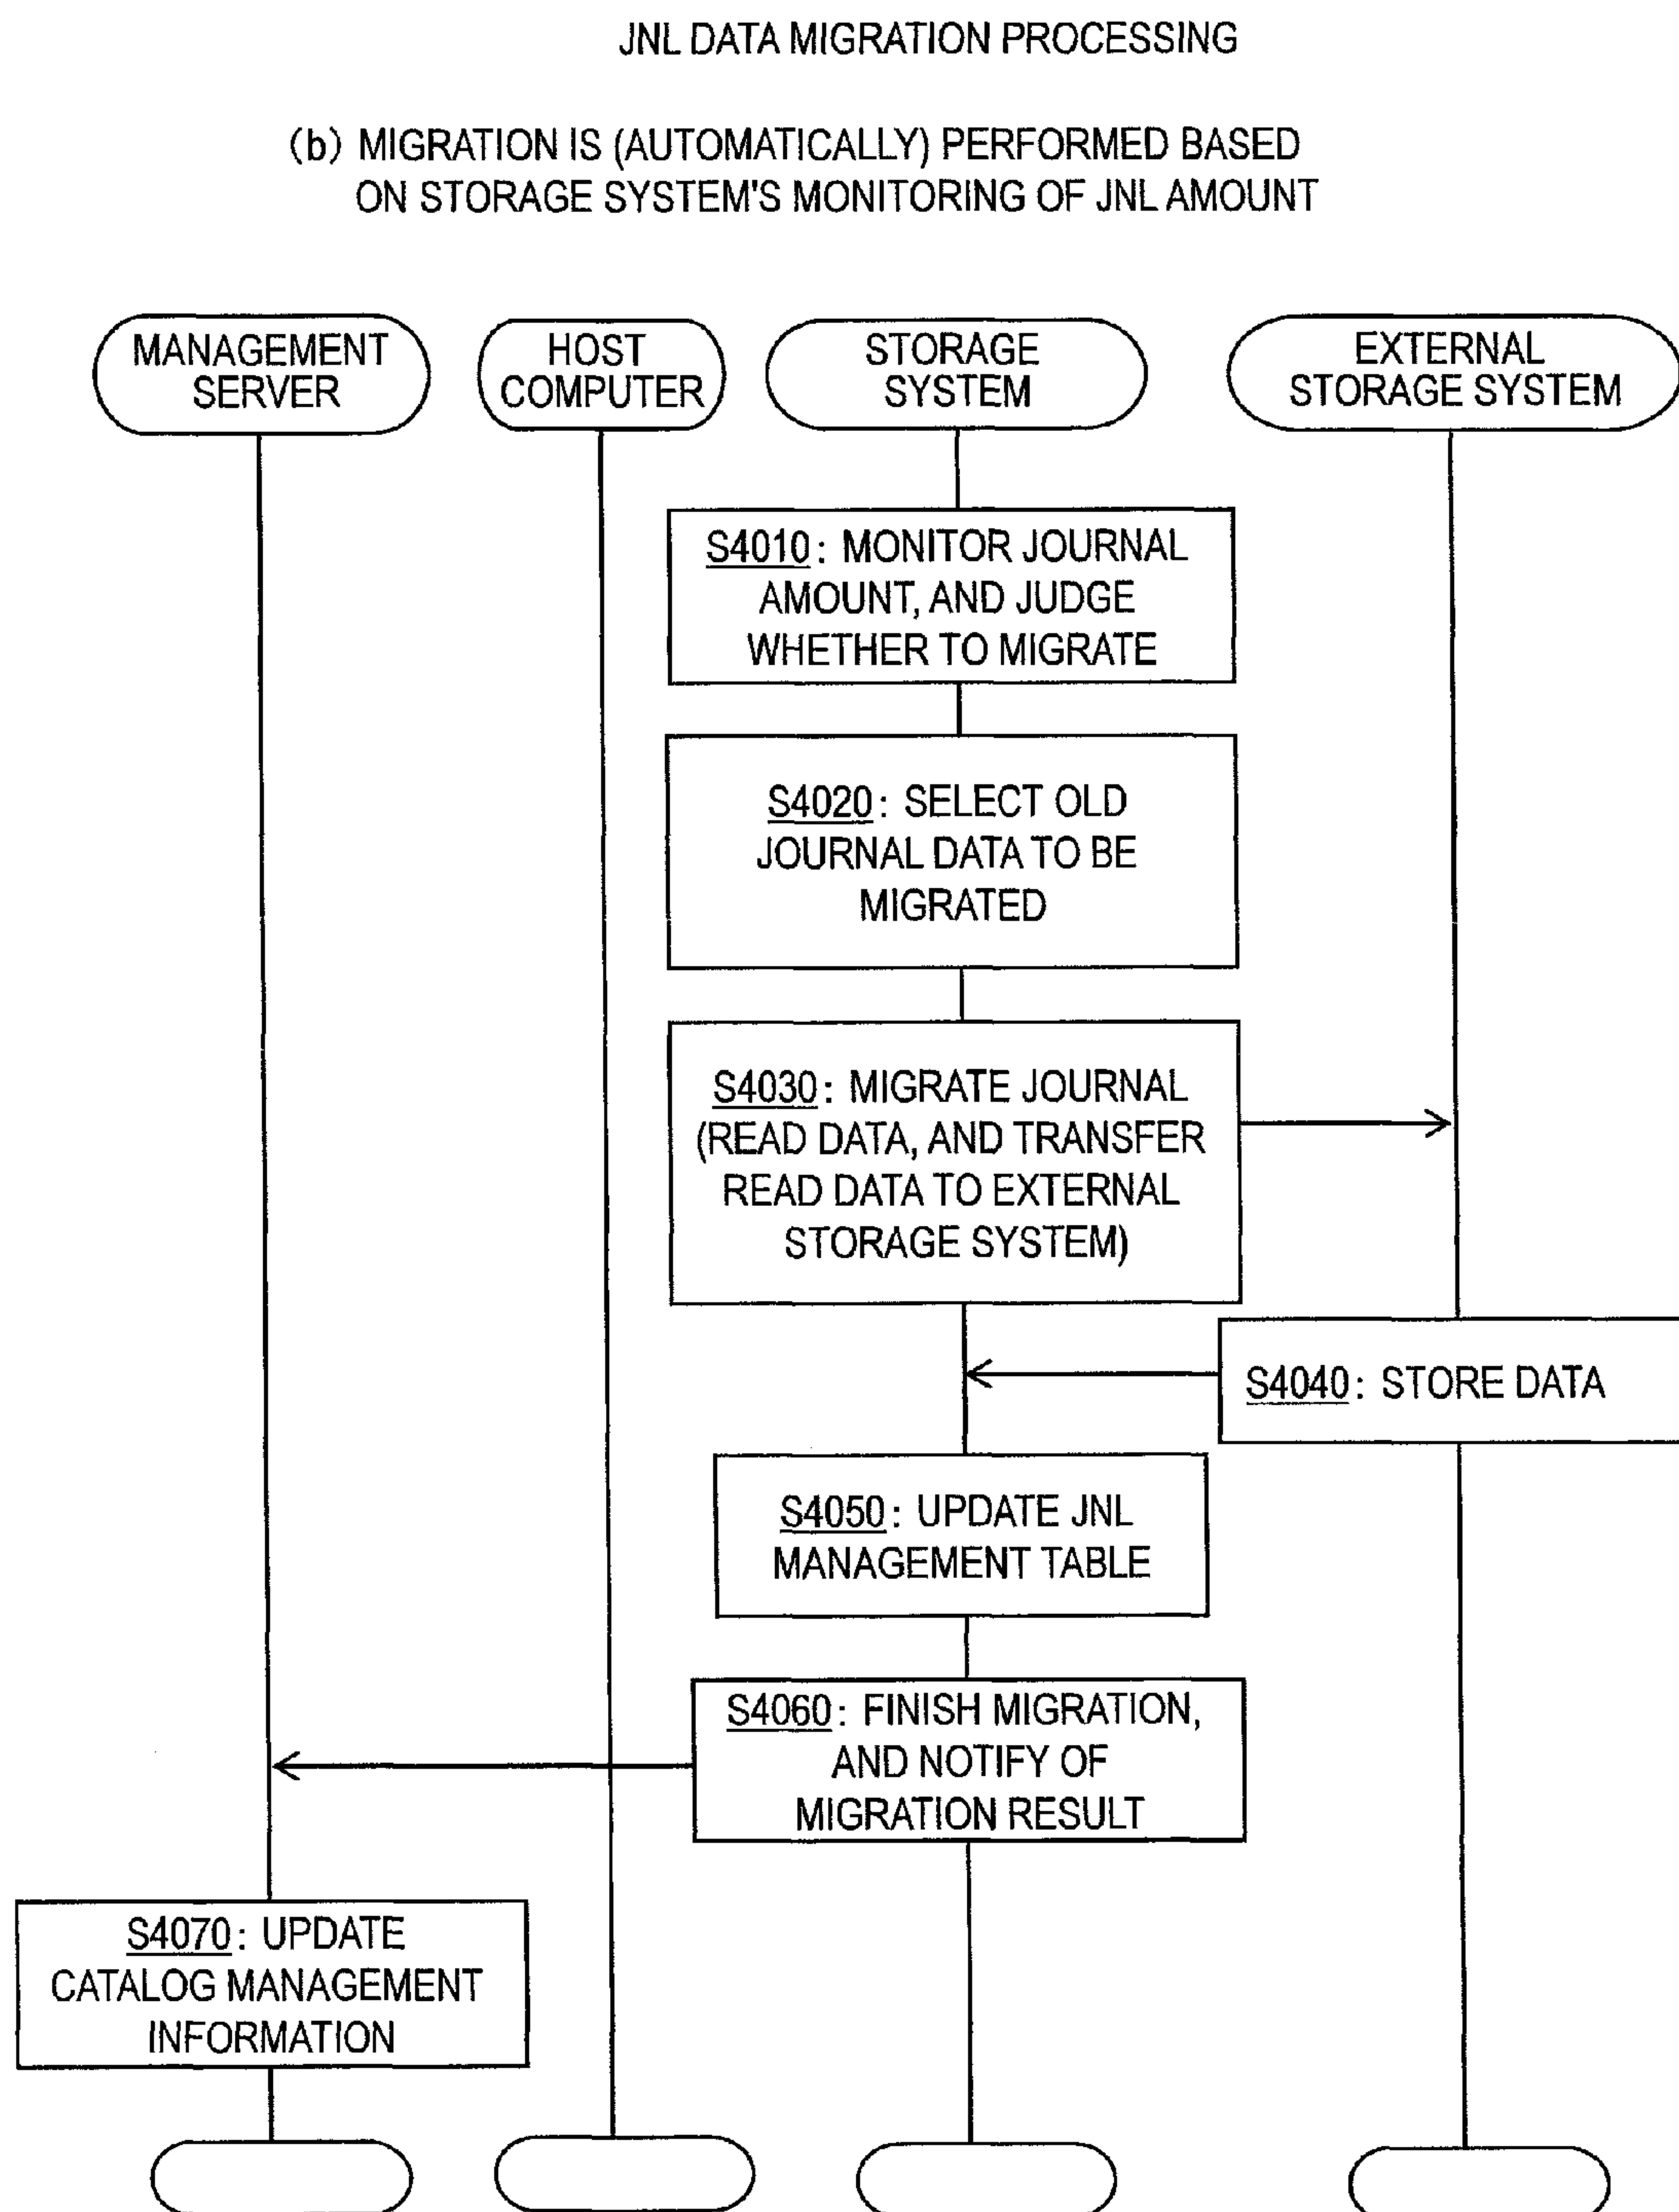 JNL DATA MIGRATION PROCESSING
(b) MIGRATION IS (AUTOMATICALLY) PERFORMED BASED
ON STORAGE SYSTEM'S MONITORING OF JNL AMOUNT
MANAGEMENT
SERVER
HOST
COMPUTER
STORAGE
SYSTEM
EXTERNAL
STORAGE SYSTEM
S4010: MONITOR JOURNAL
AMOUNT, AND JUDGE
WHETHER TO MIGRATE
S4020: SELECT OLD
JOURNAL DATA TO BE
MIGRATED
S4030: MIGRATE JOURNAL
(READ DATA, AND TRANSFER
READ DATA TO EXTERNAL
STORAGE SYSTEM)
S4040: STORE DATA
S4050: UPDATE JNL
MANAGEMENT TABLE
S4060: FINISH MIGRATION,
AND NOTIFY OF
MIGRATION RESULT
S4070: UPDATE
CATALOG MANAGEMENT
INFORMATION